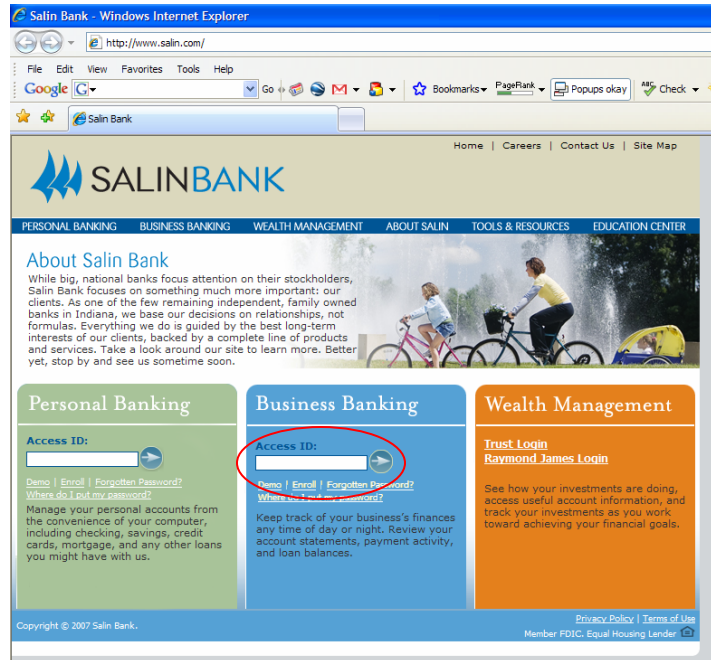 Salin Bank - Windows Internet Explorer
http://www.salin.com/
File Edit View Favorites Tools Help
Google G Go Bookmarks PageRank Popups okay ABC Check
Salin Bank
Home | Careers | Contact Us | Site Map
SALINBANK
PERSONAL BANKING BUSINESS BANKING WEALTH MANAGEMENT ABOUT SALIN TOOLS & RESOURCES EDUCATION CENTER
About Salin Bank
While big, national banks focus attention on their stockholders,
Salin Bank focuses on something much more important: our
clients. As one of the few remaining independent, family owned
banks in Indiana, we base our decisions on relationships, not
formulas. Everything we do is guided by the best long-term
interests of our clients, backed by a complete line of products
and services. Take a look around our site to learn more. Better
yet, stop by and see us sometime soon.
Personal Banking
Access ID:
Demo | Enroll | Forgotten Password?
Where do I put my password?
Manage your personal accounts from
the convenience of your computer,
including checking, savings, credit
cards, mortgage, and any other loans
you might have with us.
Business Banking
Access ID:
Demo | Enroll | Forgotten Password?
Where do I put my password?
Keep track of your business's finances
any time of day or night. Review your
account statements, payment activity,
and loan balances.
Wealth Management
Trust Login
Raymond James Login
See how your investments are doing,
access useful account information, and
track your investments as you work
toward achieving your financial goals.
Copyright © 2007 Salin Bank.
Privacy Policy | Terms of Use
Member FDIC. Equal Housing Lender